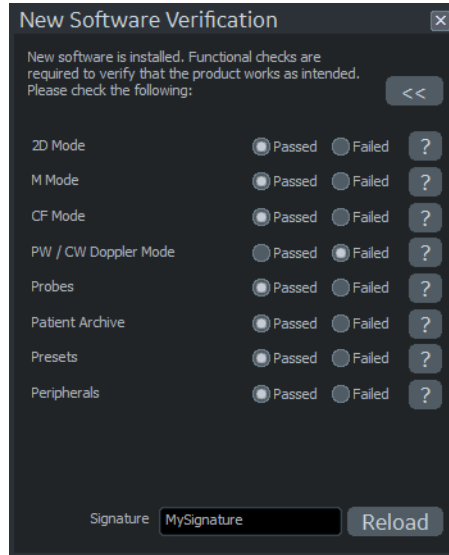 New Software Verification
New software is installed. Functional checks are
required to verify that the product works as intended.
Please check the following:
<<
2D Mode Passed Failed ?
M Mode Passed Failed ?
CF Mode Passed Failed ?
PW / CW Doppler Mode Passed Failed ?
Probes Passed Failed ?
Patient Archive Passed Failed ?
Presets Passed Failed ?
Peripherals Passed Failed ?
Signature MySignature Reload